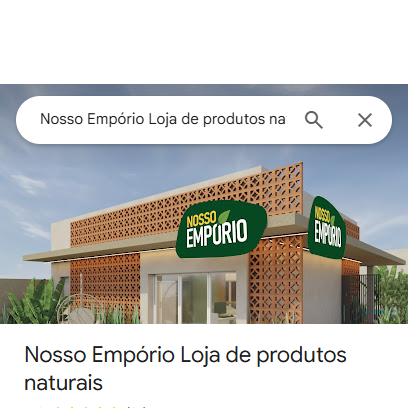 Nosso Empório Loja de produtos na
NOSSO
EMPÓRIO
NOSSO
EMPÓRIO
Nosso Empório Loja de produtos
naturais